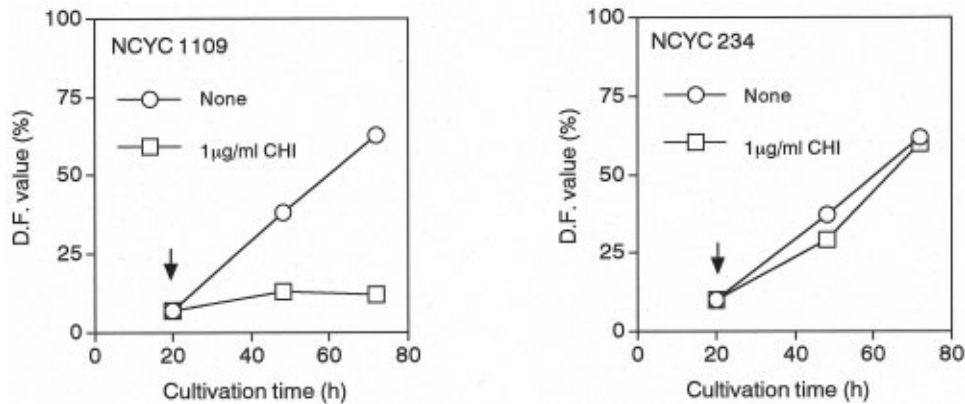 100
NCYC 1109
None
75
1μg/ml CHI
50
25
0
D.F. value (%)
0 20 40 60 80
Cultivation time (h)
100
NCYC 234
None
75
1μg/ml CHI
50
25
0
D.F. value (%)
0 20 40 60 80
Cultivation time (h)